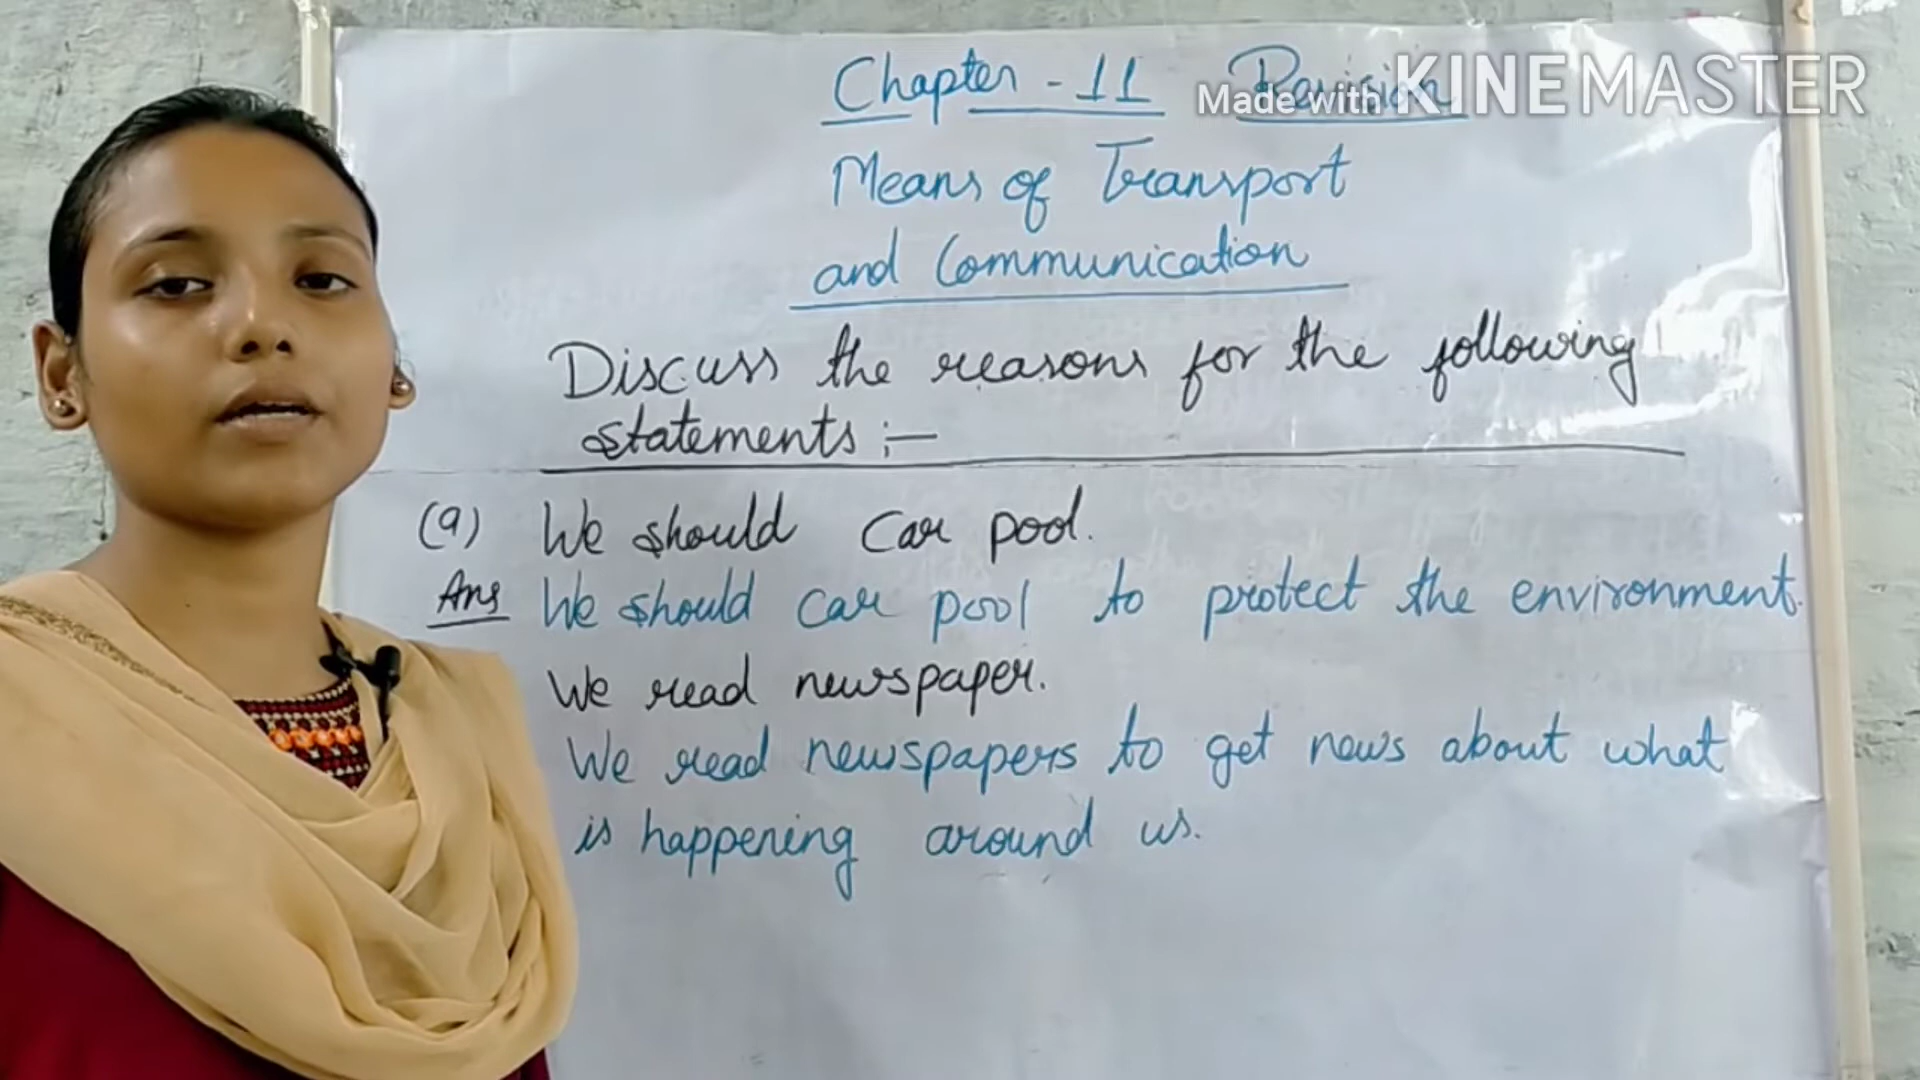 Chapter - 11 Revision
Made with KINEMASTER
Means of Transport
and Communication
Discuss the reasons for the following
statements :-
(a) We should car pool.
Ans We should car pool to protect the environment.
We read newspaper.
We read newspapers to get news about what
is happening around us.